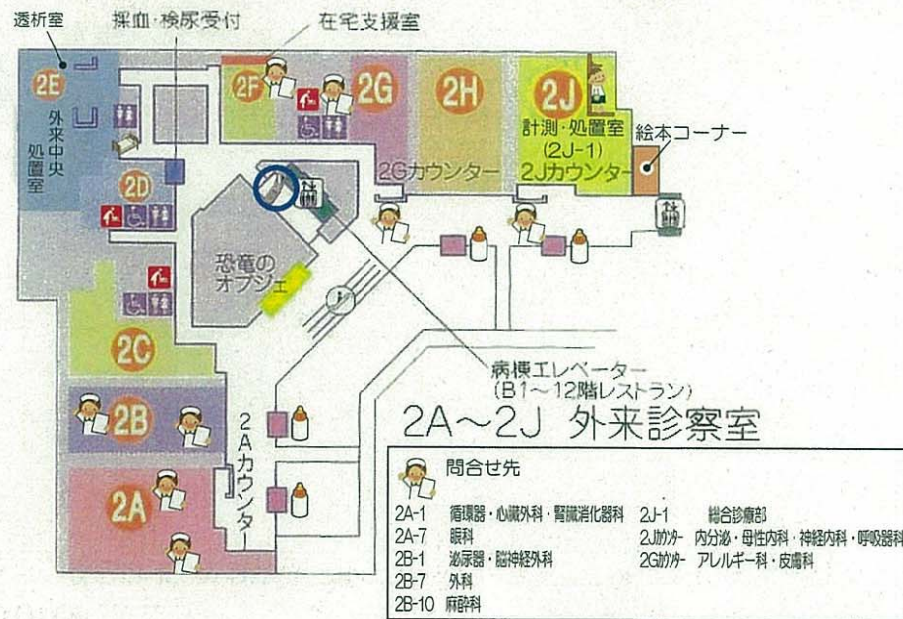 透析室
採血・検尿受付
在宅支援室
2E
外来中央
処置室
2F
2G
2H
2J
計測・処置室
(2J-1)
2Gカウンター
2Jカウンター
絵本コーナー
2D
恐竜の
オブジェ
2C
2B
2A
2Aカウンター
病棟エレベーター
(B1~12階レストラン)
2A~2J 外来診察室
問合せ先
2A-1 循環器・心臓外科・腎臓消化器科
2A-7 眼科
2B-1 泌尿器・脳神経外科
2B-7 外科
2B-10 麻酔科
2J-1 総合診療部
2Jカウンター 内分泌・母性内科・神経内科・呼吸器科
2Gカウンター アレルギー科・皮膚科